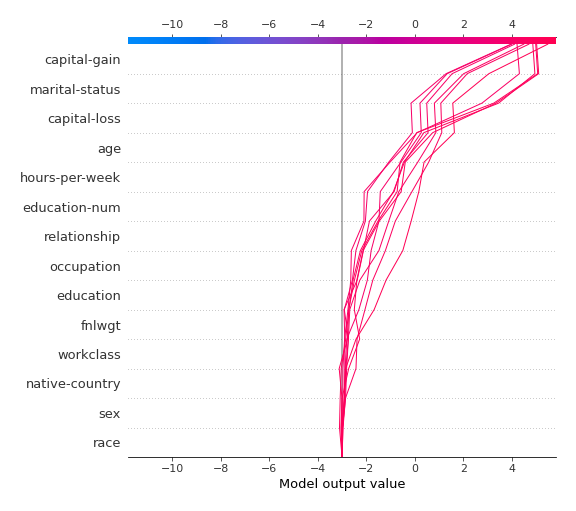 −10 −8 −6 −4 −2 0 2 4
capital-gain
marital-status
capital-loss
age
hours-per-week
education-num
relationship
occupation
education
fnlwgt
workclass
native-country
sex
race
−10 −8 −6 −4 −2 0 2 4
Model output value